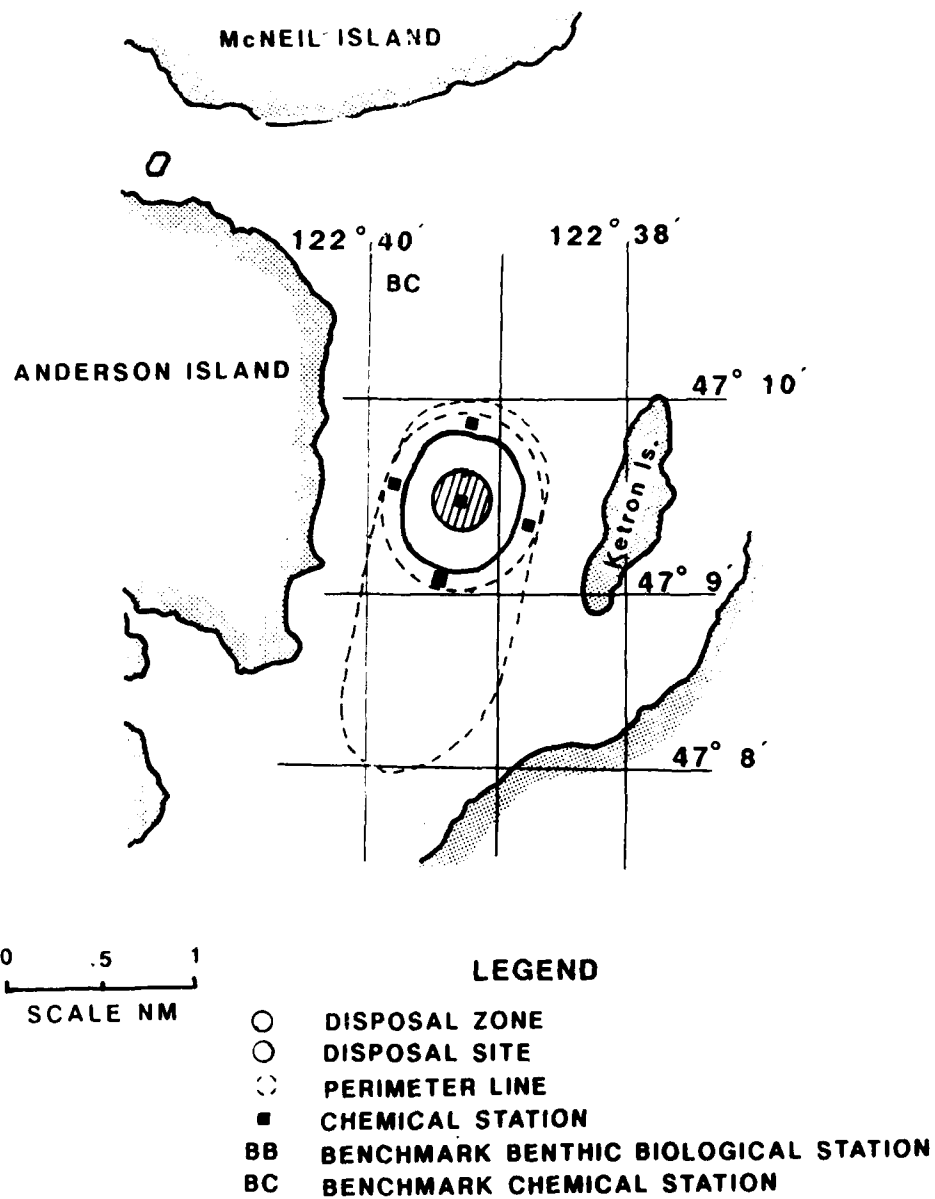 McNEIL ISLAND
122° 40′ 122° 38′
BC
ANDERSON ISLAND
47° 10′
Ketron Is.
47° 9′
47° 8′
0 .5 1
SCALE NM
LEGEND
DISPOSAL ZONE
DISPOSAL SITE
PERIMETER LINE
CHEMICAL STATION
BB BENCHMARK BENTHIC BIOLOGICAL STATION
BC BENCHMARK CHEMICAL STATION